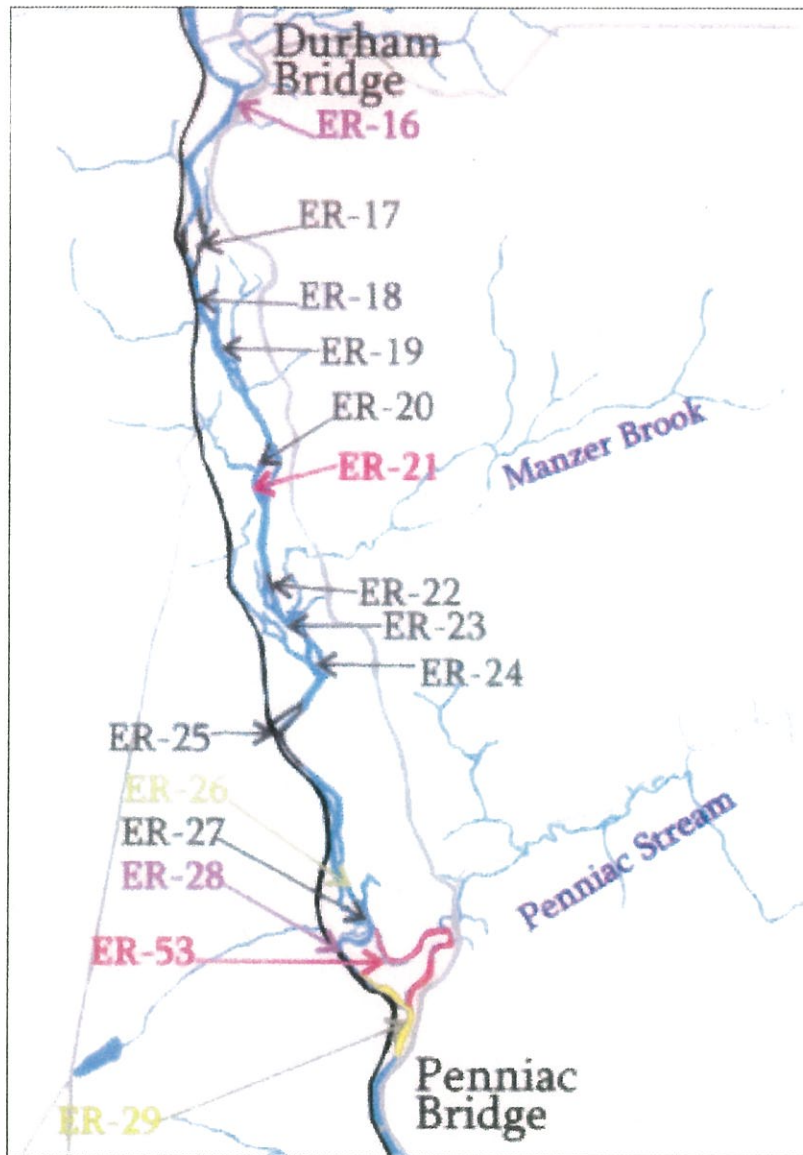 Durham
Bridge
ER-16
ER-17
ER-18
ER-19
ER-20
ER-21
Manzer Brook
ER-22
ER-23
ER-24
ER-25
ER-26
ER-27
ER-28
Penniac Stream
ER-53
Penniac
Bridge
ER-29